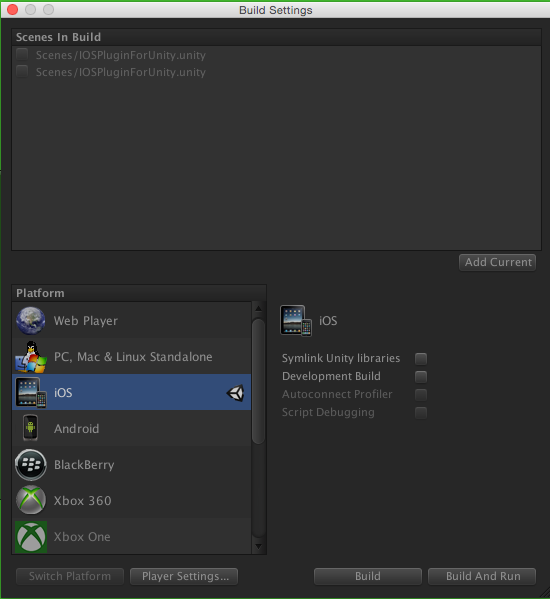 Build Settings
Scenes In Build
Scenes/IOSPluginForUnity.unity
Scenes/IOSPluginForUnity.unity
Add Current
Platform
Web Player
PC, Mac & Linux Standalone
iOS
Android
BlackBerry
Xbox 360
Xbox One
iOS
Symlink Unity libraries
Development Build
Autoconnect Profiler
Script Debugging
Switch Platform
Player Settings...
Build
Build And Run